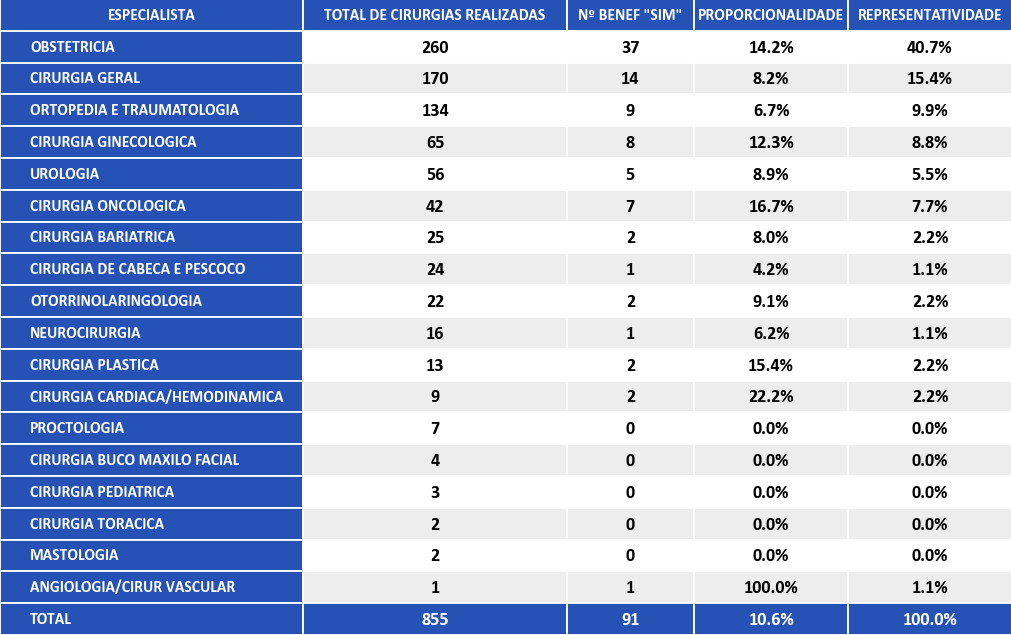 ESPECIALISTA TOTAL DE CIRURGIAS REALIZADAS Nº BENEF "SIM" PROPORCIONALIDADE REPRESENTATIVIDADE
OBSTETRICIA 260 37 14.2% 40.7%
CIRURGIA GERAL 170 14 8.2% 15.4%
ORTOPEDIA E TRAUMATOLOGIA 134 9 6.7% 9.9%
CIRURGIA GINECOLOGICA 65 8 12.3% 8.8%
UROLOGIA 56 5 8.9% 5.5%
CIRURGIA ONCOLOGICA 42 7 16.7% 7.7%
CIRURGIA BARIATRICA 25 2 8.0% 2.2%
CIRURGIA DE CABECA E PESCOCO 24 1 4.2% 1.1%
OTORRINOLARINGOLOGIA 22 2 9.1% 2.2%
NEUROCIRURGIA 16 1 6.2% 1.1%
CIRURGIA PLASTICA 13 2 15.4% 2.2%
CIRURGIA CARDIACA/HEMODINAMICA 9 2 22.2% 2.2%
PROCTOLOGIA 7 0 0.0% 0.0%
CIRURGIA BUCO MAXILO FACIAL 4 0 0.0% 0.0%
CIRURGIA PEDIATRICA 3 0 0.0% 0.0%
CIRURGIA TORACICA 2 0 0.0% 0.0%
MASTOLOGIA 2 0 0.0% 0.0%
ANGIOLOGIA/CIRUR VASCULAR 1 1 100.0% 1.1%
TOTAL 855 91 10.6% 100.0%